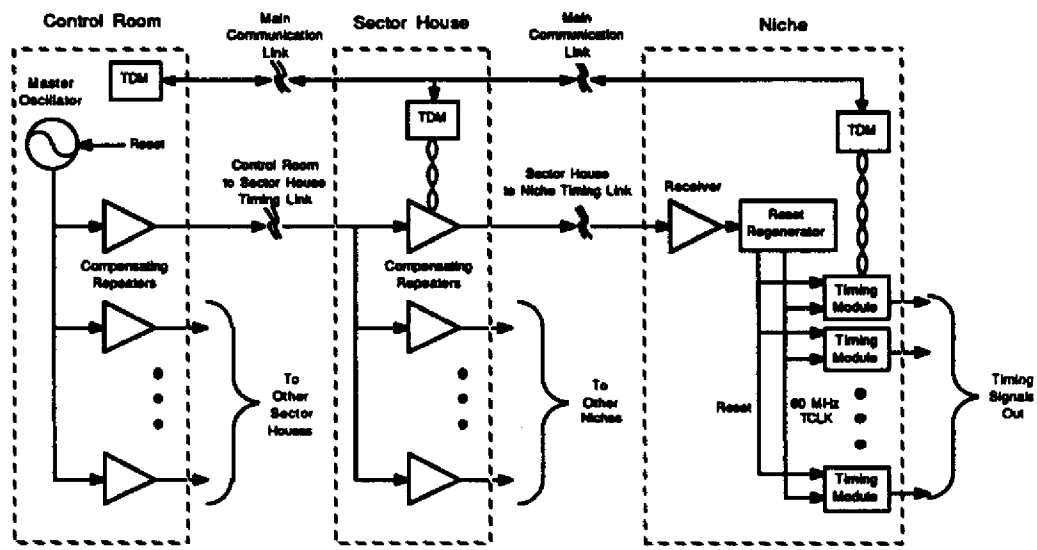 Control Room
Main
Communication
Link
Sector House
Main
Communication
Link
Niche
Master
Oscillator
TDM
Reset
TDM
TDM
Control Room
to Sector House
Timing Link
Sector House
to Niche Timing Link
Receiver
Reset
Regenerator
Compensating
Repeaters
Compensating
Repeaters
Timing
Module
Timing
Module
To
Other
Sector
Houses
To
Other
Niches
Reset
60 MHz
TCLK
Timing
Signals
Out
Timing
Module